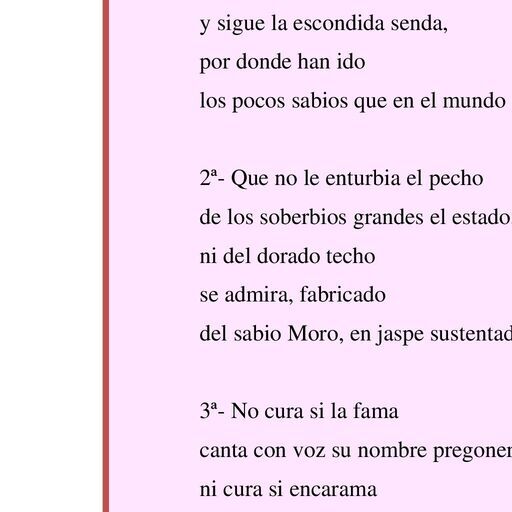 y sigue la escondida senda,
por donde han ido
los pocos sabios que en el mundo
2ª- Que no le enturbia el pecho
de los soberbios grandes el estado
ni del dorado techo
se admira, fabricado
del sabio Moro, en jaspe sustentad
3ª- No cura si la fama
canta con voz su nombre pregoner
ni cura si encarama